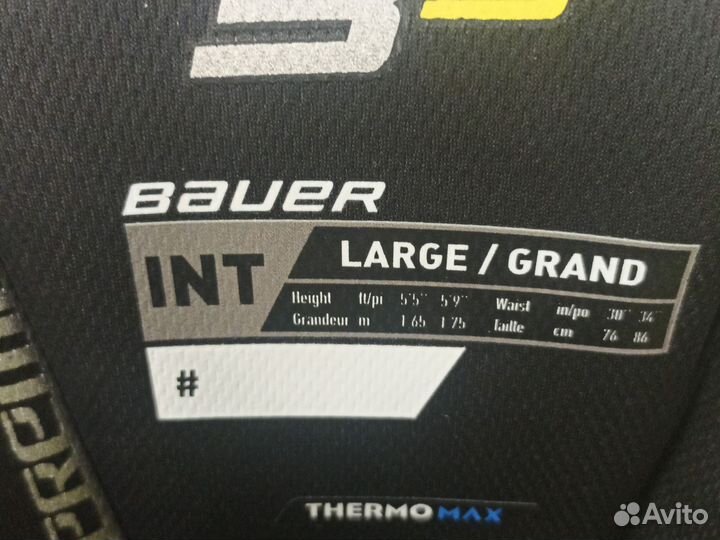 BAUER
INT
LARGE / GRAND
Height ft/pi 5'5" 5'9" Waist in/po 30" 34"
Grandeur m 1.65 1.75 Taille cm 76 86
#
THERMOMAX
Avito